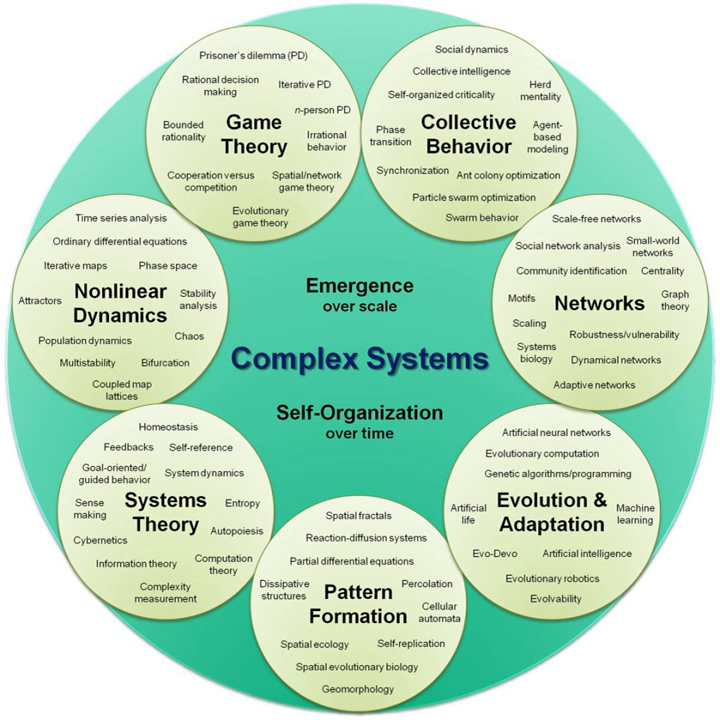 Prisoner's dilemma (PD)
Rational decision
making
Iterative PD
n-person PD
Bounded
rationality
Game
Theory
Irrational
behavior
Cooperation versus
competition
Spatial/network
game theory
Evolutionary
game theory
Social dynamics
Collective intelligence
Herd
mentality
Self-organized criticality
Phase
transition
Collective
Behavior
Agent-
based
modeling
Synchronization
Ant colony optimization
Particle swarm optimization
Swarm behavior
Time series analysis
Ordinary differential equations
Iterative maps
Phase space
Attractors
Nonlinear
Dynamics
Stability
analysis
Population dynamics
Chaos
Multistability
Bifurcation
Coupled map
lattices
Emergence
over scale
Complex Systems
Self-Organization
over time
Scale-free networks
Social network analysis
Small-world
networks
Community identification
Centrality
Motifs
Networks
Graph
theory
Scaling
Robustness/vulnerability
Systems
biology
Dynamical networks
Adaptive networks
Homeostasis
Feedbacks
Self-reference
Goal-oriented/
guided behavior
System dynamics
Sense
making
Systems
Theory
Entropy
Cybernetics
Autopoiesis
Information theory
Computation
theory
Complexity
measurement
Artificial neural networks
Evolutionary computation
Genetic algorithms/programming
Artificial
life
Evolution &
Adaptation
Machine
learning
Evo-Devo
Artificial intelligence
Evolutionary robotics
Evolvability
Spatial fractals
Reaction-diffusion systems
Partial differential equations
Dissipative
structures
Pattern
Formation
Percolation
Cellular
automata
Spatial ecology
Self-replication
Spatial evolutionary biology
Geomorphology